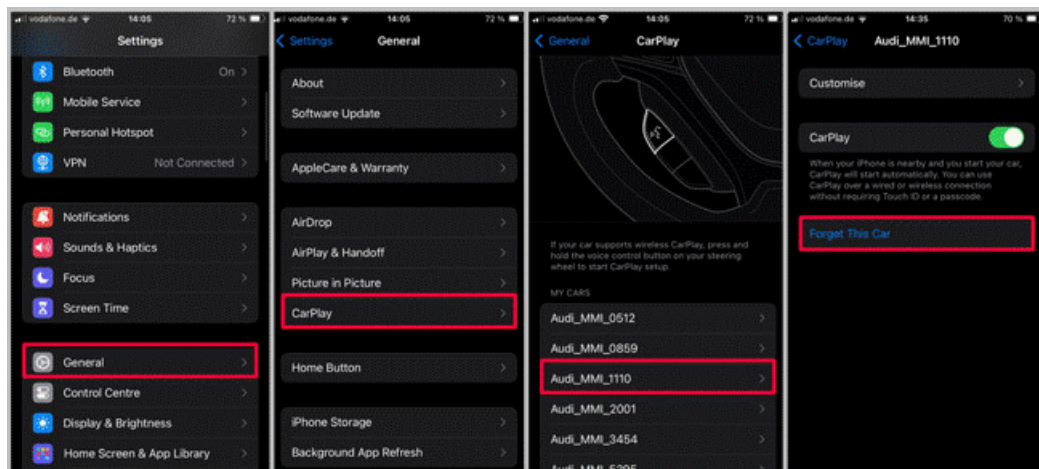 vodafone.de 14:05 72 %
Settings
Bluetooth On
Mobile Service
Personal Hotspot
VPN Not Connected
Notifications
Sounds & Haptics
Focus
Screen Time
General
Control Centre
Display & Brightness
Home Screen & App Library
vodafone.de 14:05 72 %
Settings General
About
Software Update
AppleCare & Warranty
AirDrop
AirPlay & Handoff
Picture in Picture
CarPlay
Home Button
iPhone Storage
Background App Refresh
vodafone.de 14:05 72 %
General CarPlay
If your car supports wireless CarPlay, press and
hold the voice control button on your steering
wheel to start CarPlay setup.
MY CARS
Audi_MMI_0512
Audi_MMI_0859
Audi_MMI_1110
Audi_MMI_2001
Audi_MMI_3454
vodafone.de 14:35 70 %
CarPlay Audi_MMI_1110
Customise
CarPlay
When your iPhone is nearby and you start your car,
CarPlay will start automatically. You can use
CarPlay over a wired or wireless connection
without requiring Touch ID or a passcode.
Forget This Car